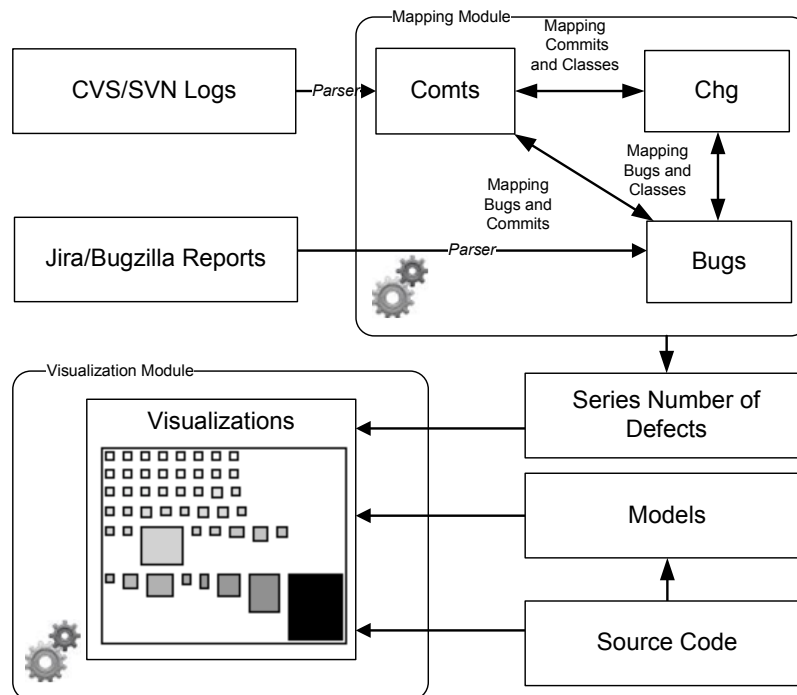 Mapping Module
Mapping
Commits
and Classes
CVS/SVN Logs
Parser
Comts
Chg
Mapping
Bugs and
Classes
Mapping
Bugs and
Commits
Jira/Bugzilla Reports
Parser
Bugs
Visualization Module
Visualizations
Series Number of
Defects
Models
Source Code